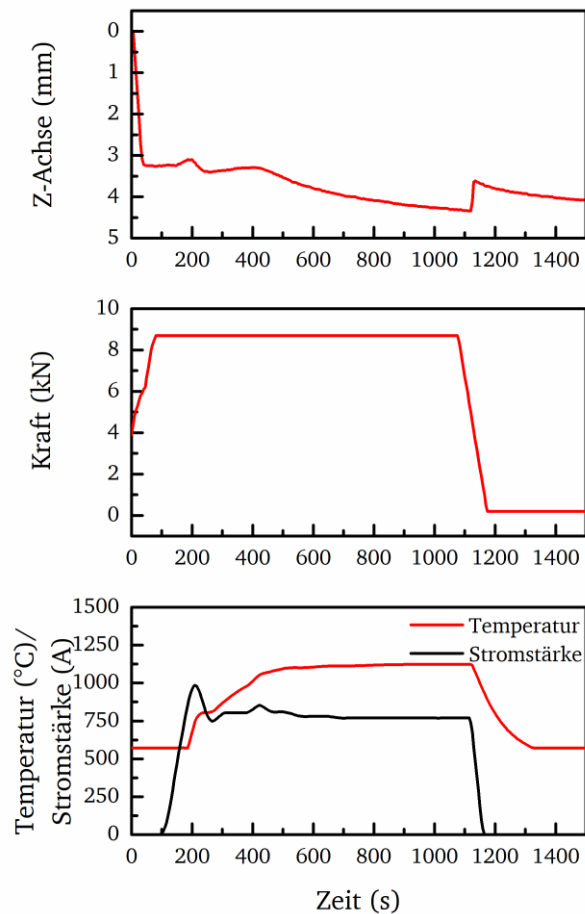 0
1
2
3
4
5
Z-Achse (mm)
0 200 400 600 800 1000 1200 1400
10
8
6
4
2
0
Kraft (kN)
0 200 400 600 800 1000 1200 1400
1500
1250
1000
750
500
250
0
Temperatur (°C)/
Stromstärke (A)
Temperatur
Stromstärke
0 200 400 600 800 1000 1200 1400
Zeit (s)